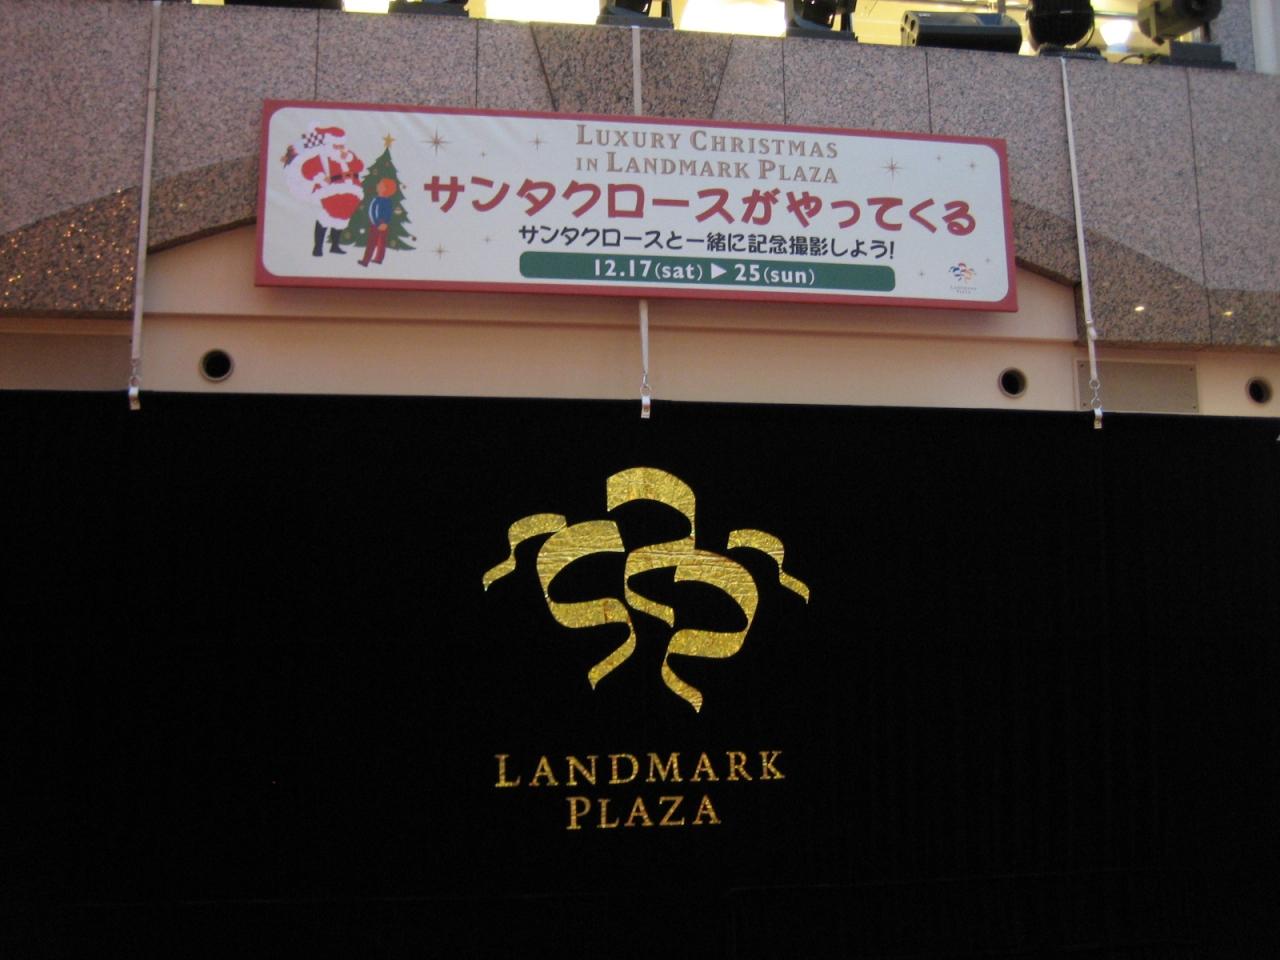 LUXURY CHRISTMAS
IN LANDMARK PLAZA
サンタクロースがやってくる
サンタクロースと一緒に記念撮影しよう!
12.17(sat) ▶ 25(sun)
LANDMARK
PLAZA
LANDMARK
PLAZA